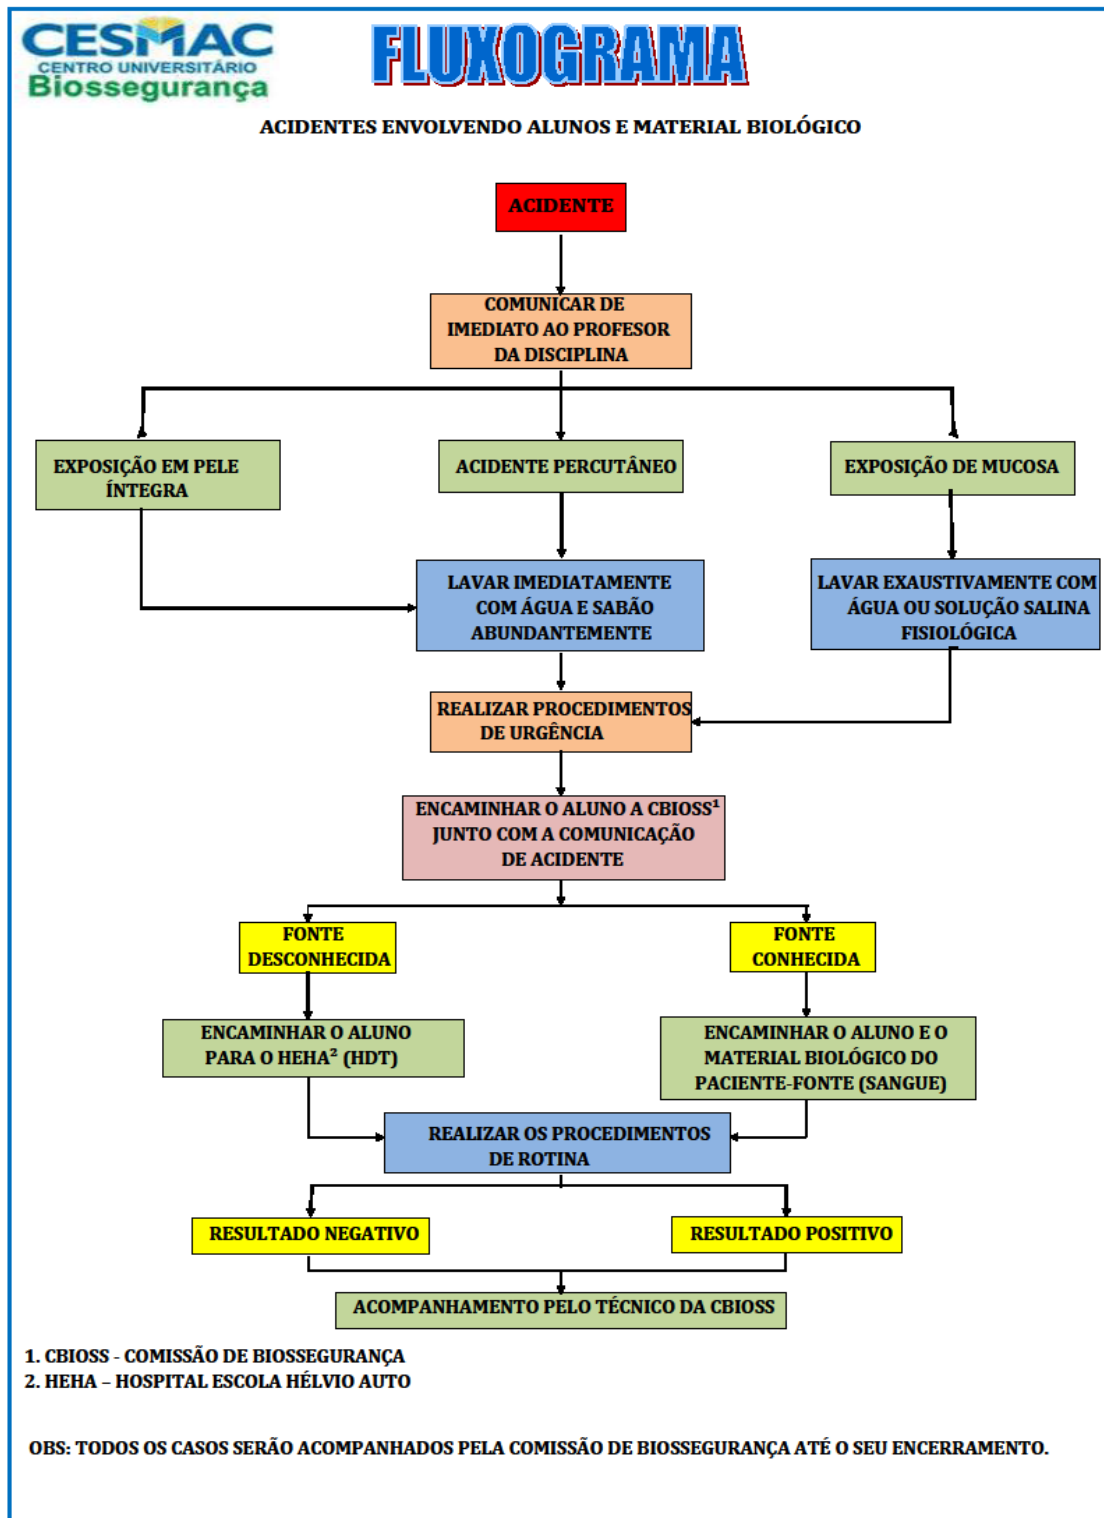 CESMAC
CENTRO UNIVERSITÁRIO
Biossegurança
FLUXOGRAMA
ACIDENTES ENVOLVENDO ALUNOS E MATERIAL BIOLÓGICO
ACIDENTE
COMUNICAR DE
IMEDIATO AO PROFESOR
DA DISCIPLINA
EXPOSIÇÃO EM PELE
ÍNTEGRA
ACIDENTE PERCUTÂNEO
EXPOSIÇÃO DE MUCOSA
LAVAR IMEDIATAMENTE
COM ÁGUA E SABÃO
ABUNDANTEMENTE
LAVAR EXAUSTIVAMENTE COM
ÁGUA OU SOLUÇÃO SALINA
FISIOLÓGICA
REALIZAR PROCEDIMENTOS
DE URGÊNCIA
ENCAMINHAR O ALUNO A CBIOSS¹
JUNTO COM A COMUNICAÇÃO
DE ACIDENTE
FONTE
DESCONHECIDA
FONTE
CONHECIDA
ENCAMINHAR O ALUNO
PARA O HEHA² (HDT)
ENCAMINHAR O ALUNO E O
MATERIAL BIOLÓGICO DO
PACIENTE-FONTE (SANGUE)
REALIZAR OS PROCEDIMENTOS
DE ROTINA
RESULTADO NEGATIVO
RESULTADO POSITIVO
ACOMPANHAMENTO PELO TÉCNICO DA CBIOSS
1. CBIOSS - COMISSÃO DE BIOSSEGURANÇA
2. HEHA – HOSPITAL ESCOLA HÉLVIO AUTO
OBS: TODOS OS CASOS SERÃO ACOMPANHADOS PELA COMISSÃO DE BIOSSEGURANÇA ATÉ O SEU ENCERRAMENTO.